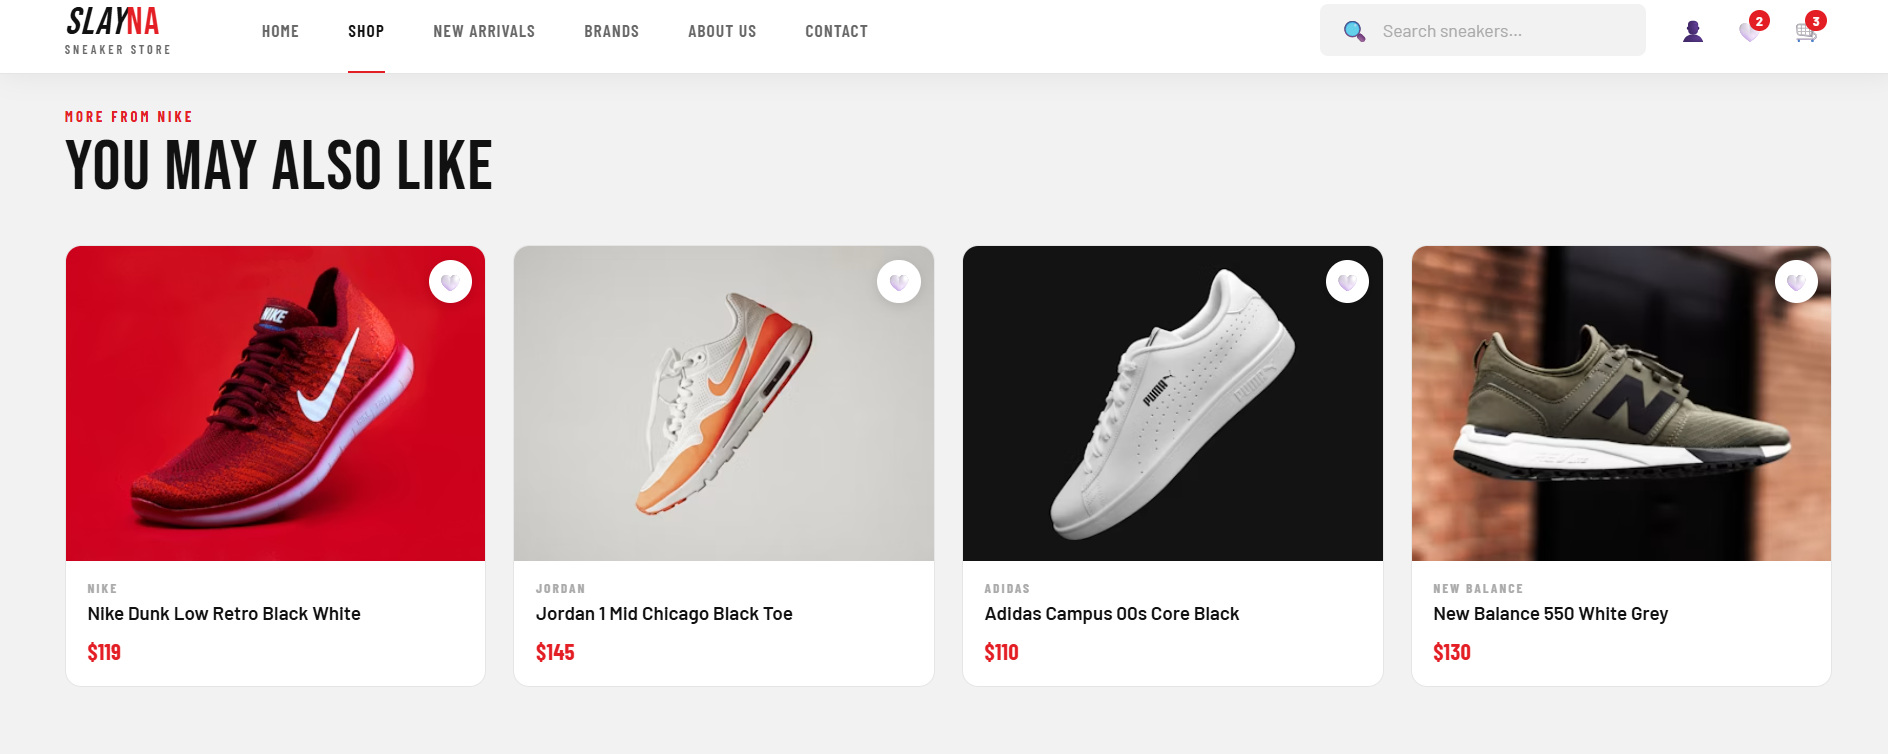 SLAYNA
SNEAKER STORE
HOME SHOP NEW ARRIVALS BRANDS ABOUT US CONTACT
Search sneakers...
2
3
MORE FROM NIKE
YOU MAY ALSO LIKE
NIKE
PUMA
N
NIKE
Nike Dunk Low Retro Black White
$119
JORDAN
Jordan 1 Mid Chicago Black Toe
$145
ADIDAS
Adidas Campus 00s Core Black
$110
NEW BALANCE
New Balance 550 White Grey
$130